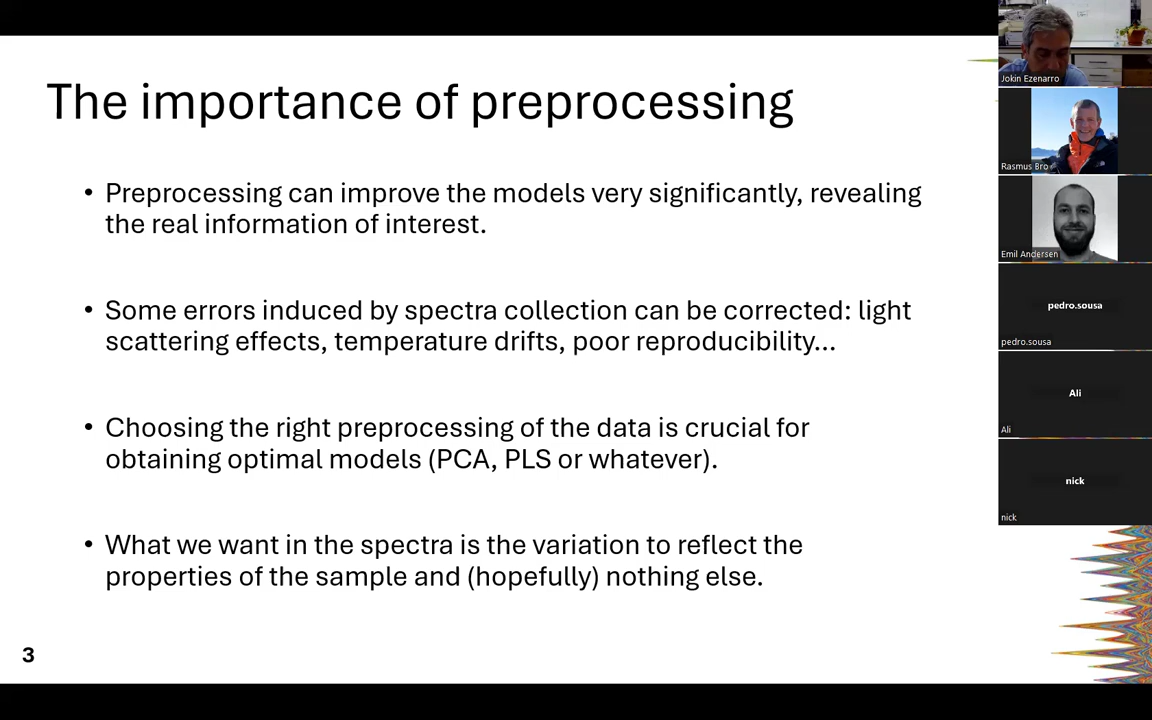 The importance of preprocessing
• Preprocessing can improve the models very significantly, revealing
the real information of interest.
• Some errors induced by spectra collection can be corrected: light
scattering effects, temperature drifts, poor reproducibility...
• Choosing the right preprocessing of the data is crucial for
obtaining optimal models (PCA, PLS or whatever).
• What we want in the spectra is the variation to reflect the
properties of the sample and (hopefully) nothing else.
3
Jokin Ezenarro
Rasmus Bro
Emil Andersen
pedro.sousa
pedro.sousa
Ali
Ali
nick
nick